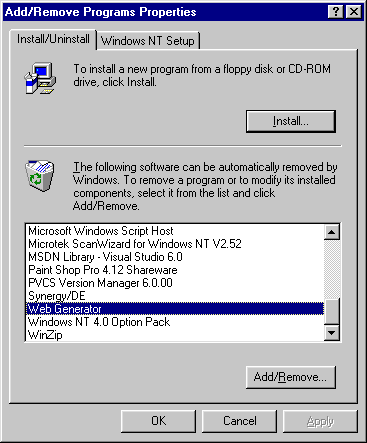 Add/Remove Programs Properties
Install/Uninstall
Windows NT Setup
To install a new program from a floppy disk or CD-ROM
drive, click Install.
Install...
The following software can be automatically removed by
Windows. To remove a program or to modify its installed
components, select it from the list and click
Add/Remove.
Microsoft Windows Script Host
Microtek ScanWizard for Windows NT V2.52
MSDN Library - Visual Studio 6.0
Paint Shop Pro 4.12 Shareware
PVCS Version Manager 6.0.00
Synergy/DE
Web Generator
Windows NT 4.0 Option Pack
WinZip
Add/Remove...
OK
Cancel
Apply